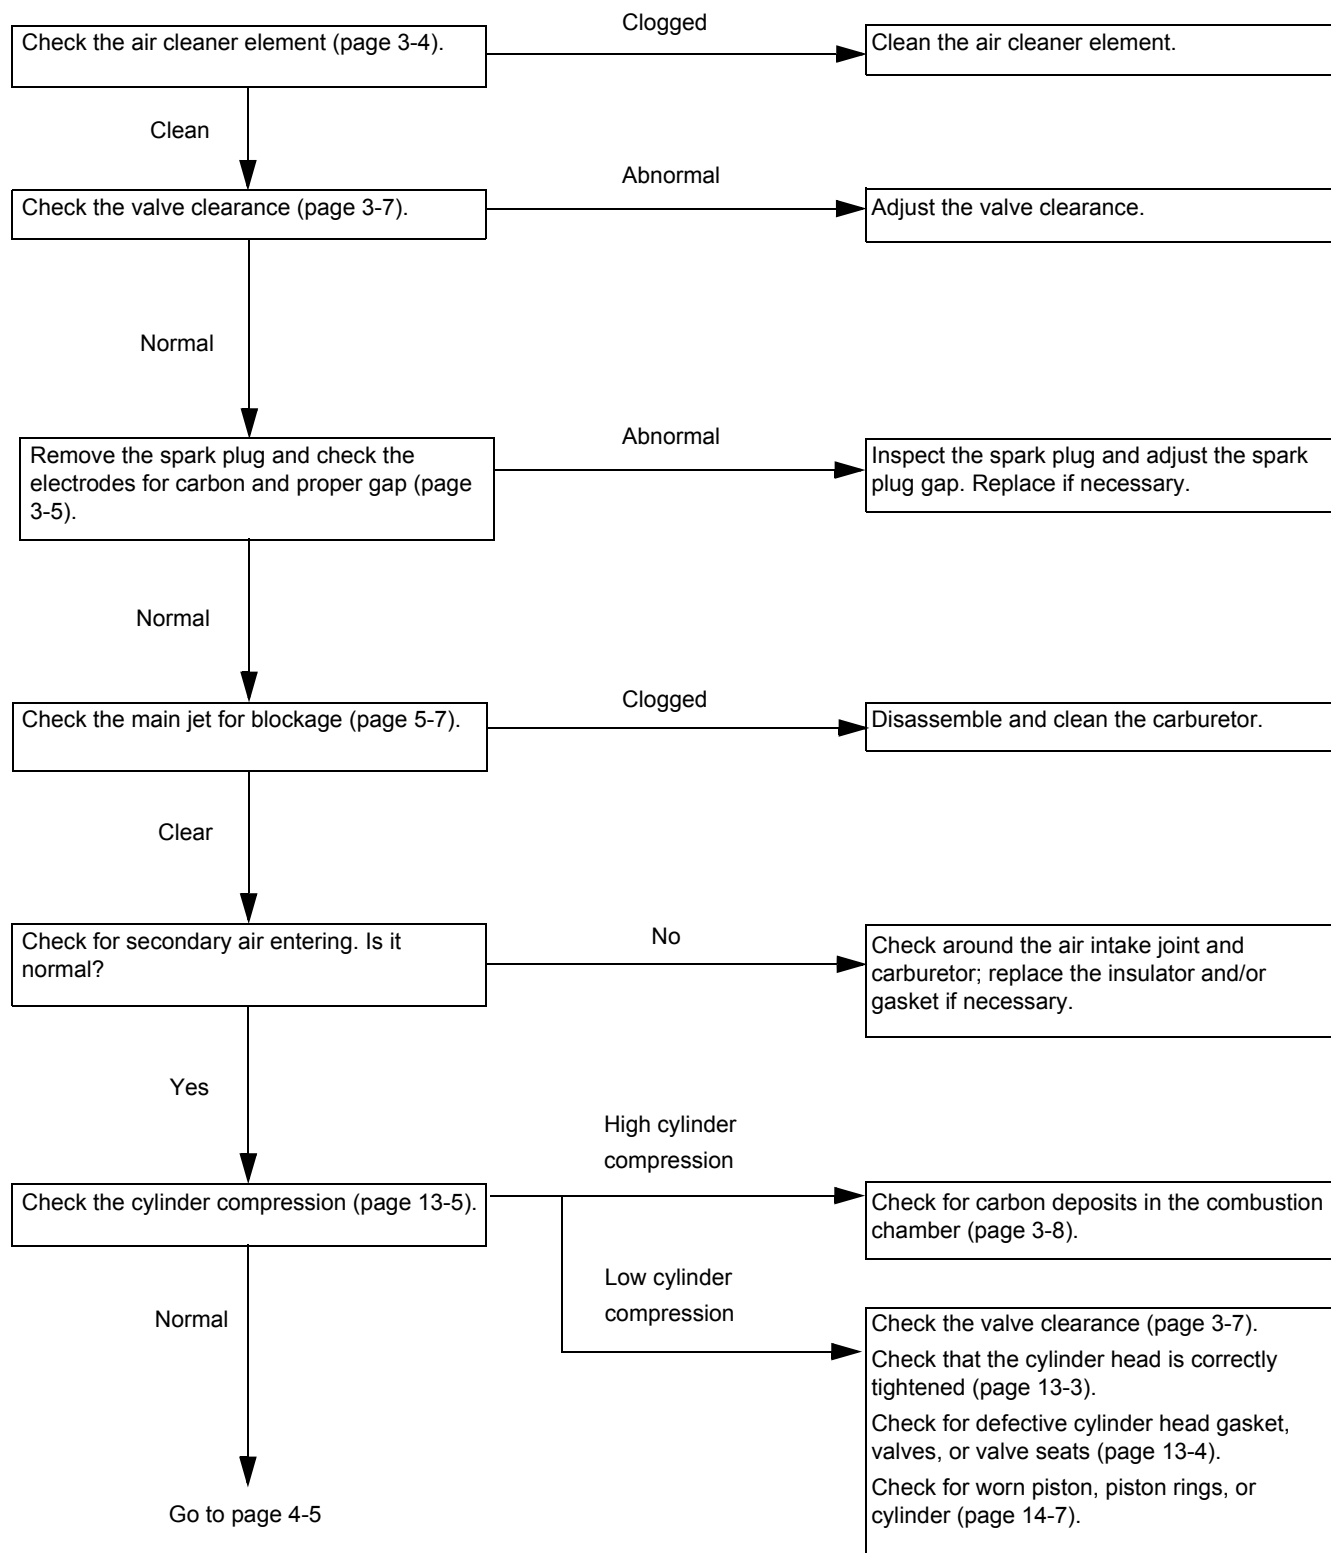 Clogged
Check the air cleaner element (page 3-4).
Clean the air cleaner element.
Clean
Abnormal
Check the valve clearance (page 3-7).
Adjust the valve clearance.
Normal
Abnormal
Remove the spark plug and check the
electrodes for carbon and proper gap (page
3-5).
Inspect the spark plug and adjust the spark
plug gap. Replace if necessary.
Normal
Clogged
Check the main jet for blockage (page 5-7).
Disassemble and clean the carburetor.
Clear
No
Check for secondary air entering. Is it
normal?
Check around the air intake joint and
carburetor; replace the insulator and/or
gasket if necessary.
Yes
High cylinder
compression
Check the cylinder compression (page 13-5).
Check for carbon deposits in the combustion
chamber (page 3-8).
Low cylinder
compression
Normal
Check the valve clearance (page 3-7).
Check that the cylinder head is correctly
tightened (page 13-3).
Check for defective cylinder head gasket,
valves, or valve seats (page 13-4).
Check for worn piston, piston rings, or
cylinder (page 14-7).
Go to page 4-5